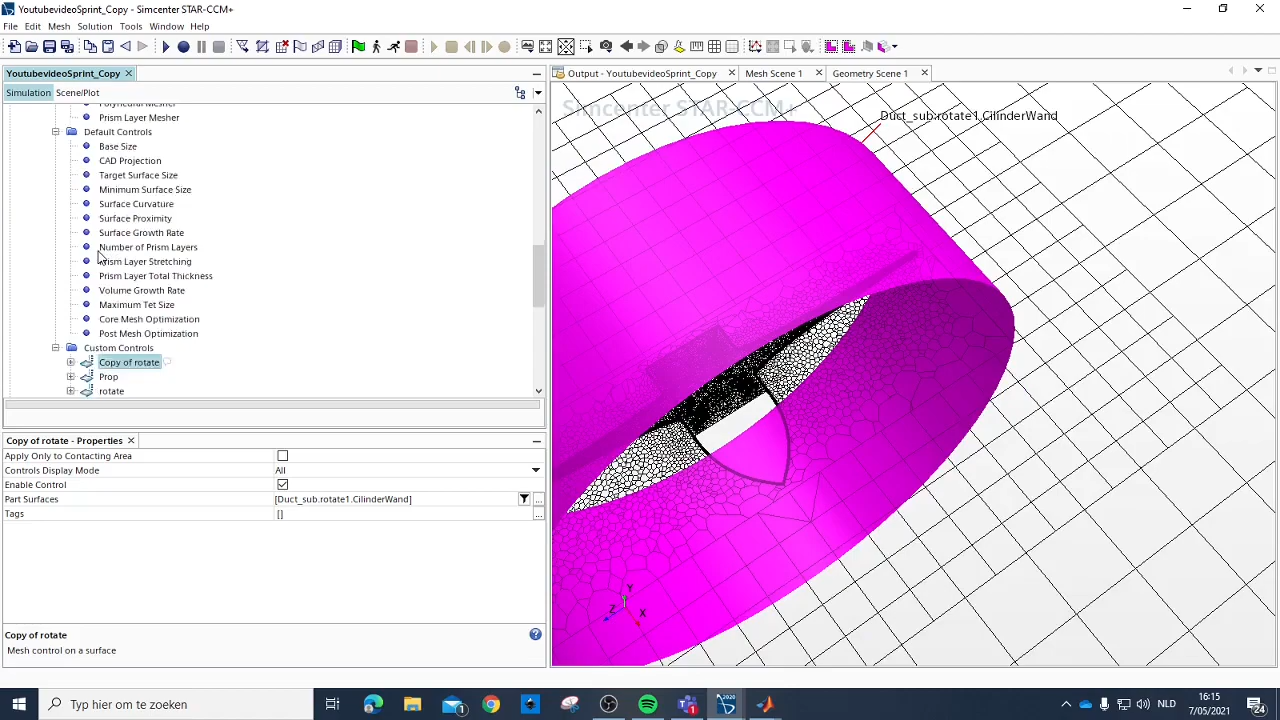 YoutubevideoSprint_Copy - Simcenter STAR-CCM+
File Edit Mesh Solution Tools Window Help
YoutubevideoSprint_Copy
Output - YoutubevideoSprint_Copy
Mesh Scene 1
Geometry Scene 1
Simulation Scene/Plot
Simcenter STAR-CCM+
Polyhedral Mesher
Prism Layer Mesher
Default Controls
Base Size
CAD Projection
Target Surface Size
Minimum Surface Size
Surface Curvature
Surface Proximity
Surface Growth Rate
Number of Prism Layers
Prism Layer Stretching
Prism Layer Total Thickness
Volume Growth Rate
Maximum Tet Size
Core Mesh Optimization
Post Mesh Optimization
Custom Controls
Copy of rotate
Prop
rotate
Duct_sub.rotate1.CilinderWand
Copy of rotate - Properties
Apply Only to Contacting Area
Controls Display Mode All
Enable Control
Part Surfaces [Duct_sub.rotate1.CilinderWand]
Tags []
Copy of rotate
Mesh control on a surface
Y
Z
X
Typ hier om te zoeken
NLD
16:15
7/05/2021
24